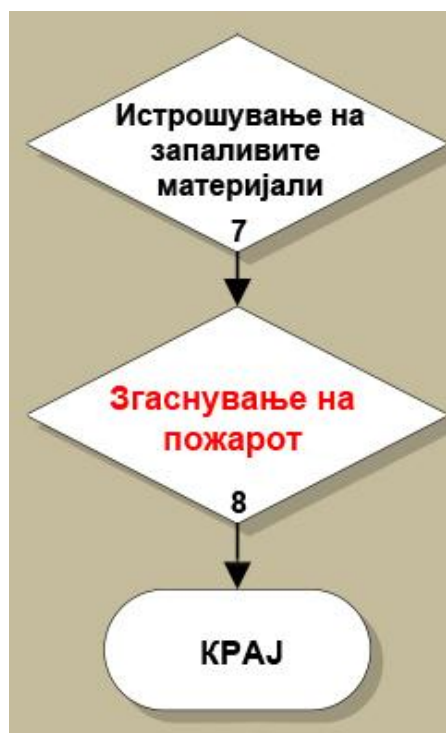 Истрошување на
запаливите
материјали
7
Згаснување на
пожарот
8
КРАЈ